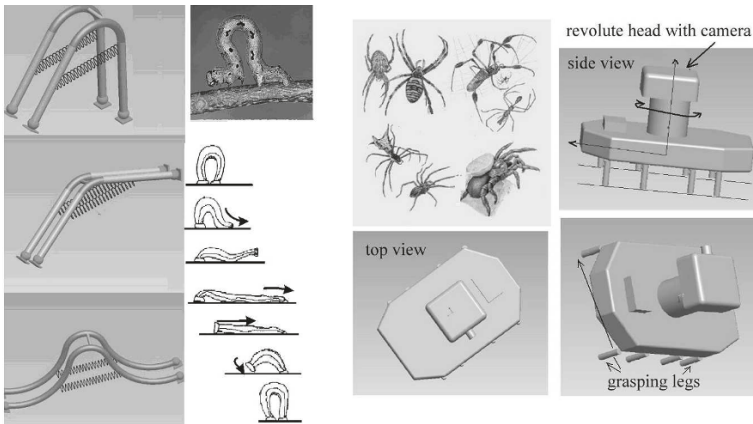 revolute head with camera
side view
top view
grasping legs